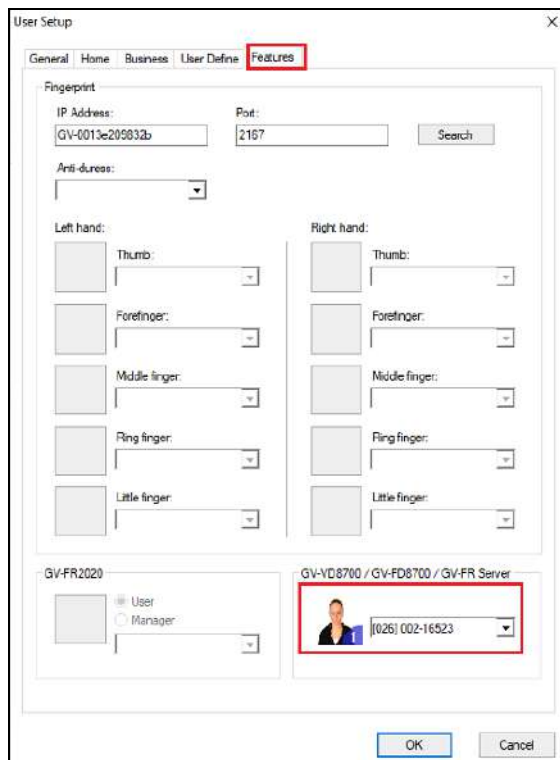 User Setup
General Home Business User Define Features
Fingerprint
IP Address: Port:
GV-0013e209832b 2167 Search
Anti-duress:
Left hand: Right hand:
Thumb: Thumb:
Forefinger: Forefinger:
Middle finger: Middle finger:
Ring finger: Ring finger:
Little finger: Little finger:
GV-FR2020 GV-VD8700 / GV-FD8700 / GV-FR Server
User
Manager
1
[026] 002-16523
OK Cancel